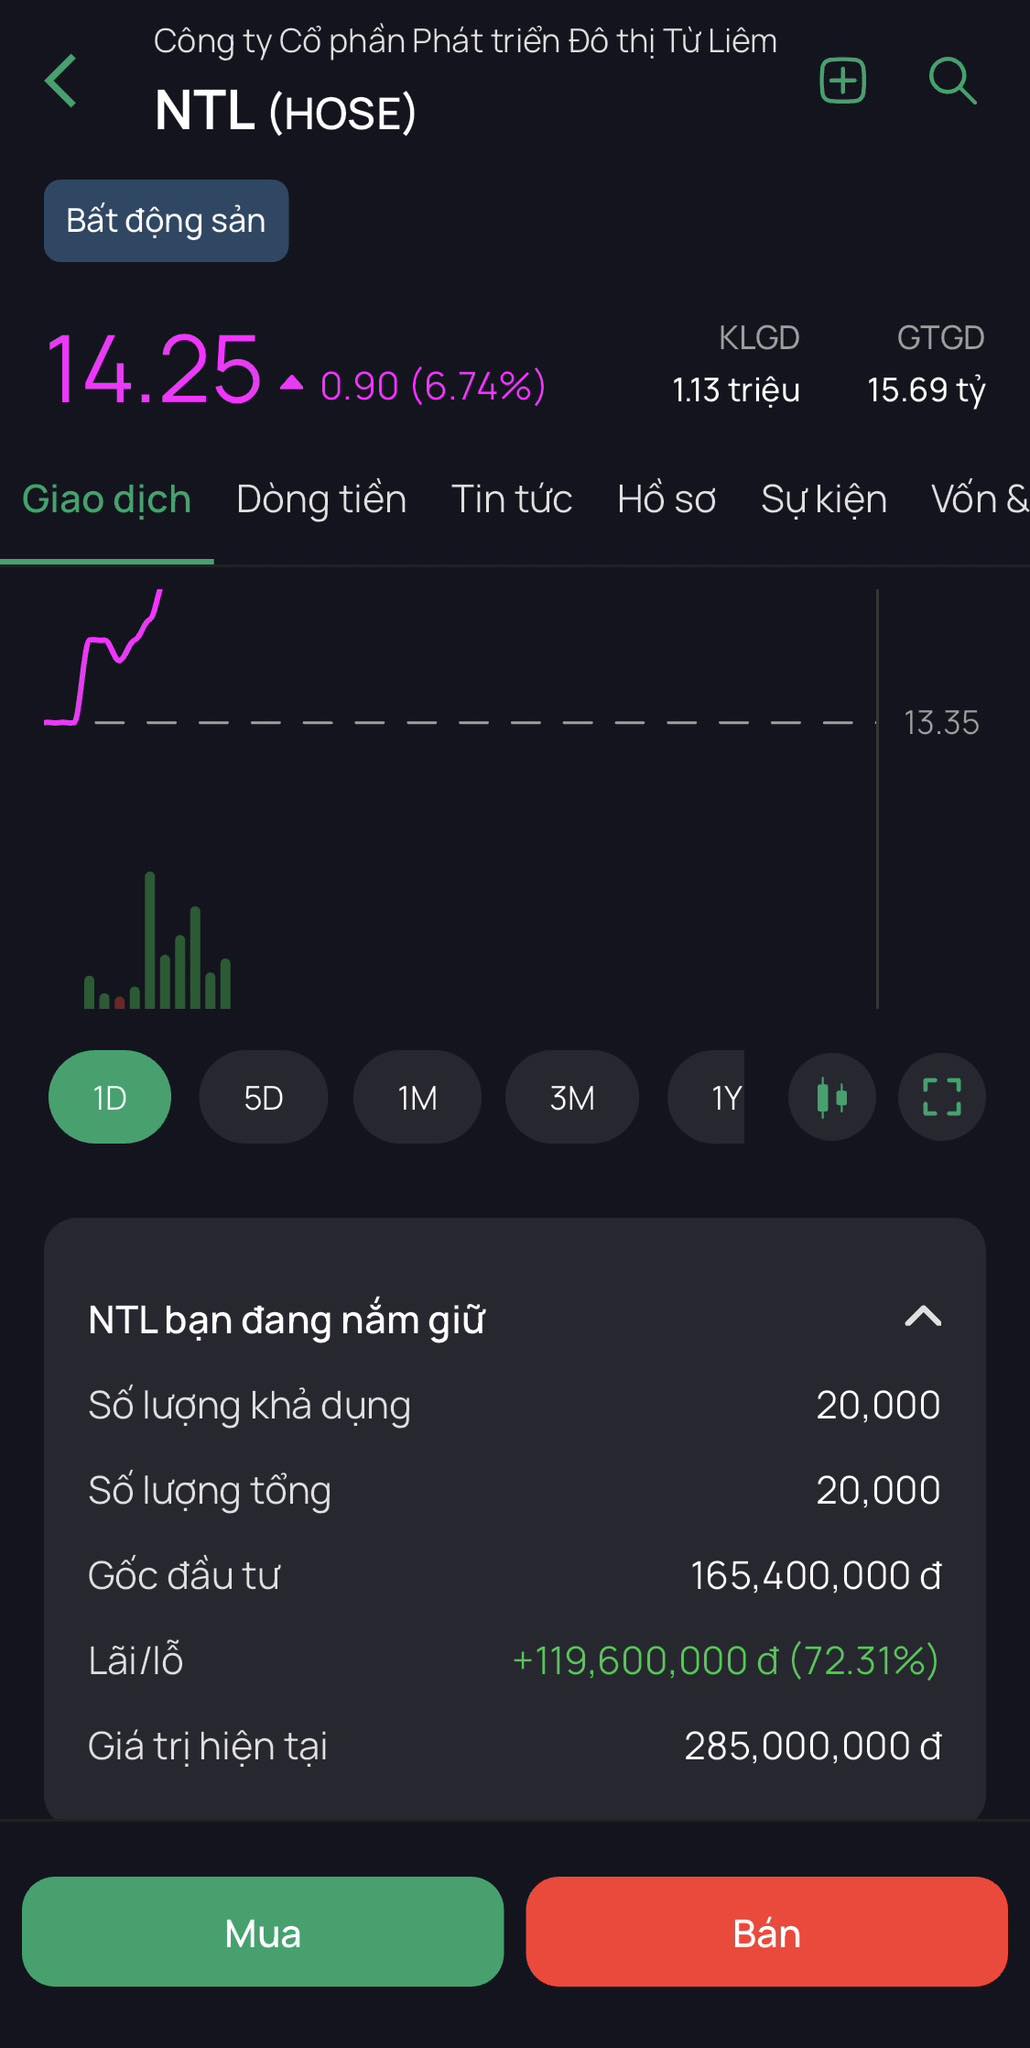 Công ty Cổ phần Phát triển Đô thị Từ Liêm
NTL (HOSE)
Bất động sản
14.25 ▲ 0.90 (6.74%)
KLGD GTGD
1.13 triệu 15.69 tỷ
Giao dịch Dòng tiền Tin tức Hồ sơ Sự kiện Vốn &
13.35
1D 5D 1M 3M 1Y
NTL bạn đang nắm giữ
Số lượng khả dụng 20,000
Số lượng tổng 20,000
Gốc đầu tư 165,400,000 đ
Lãi/lỗ +119,600,000 đ (72.31%)
Giá trị hiện tại 285,000,000 đ
Mua Bán